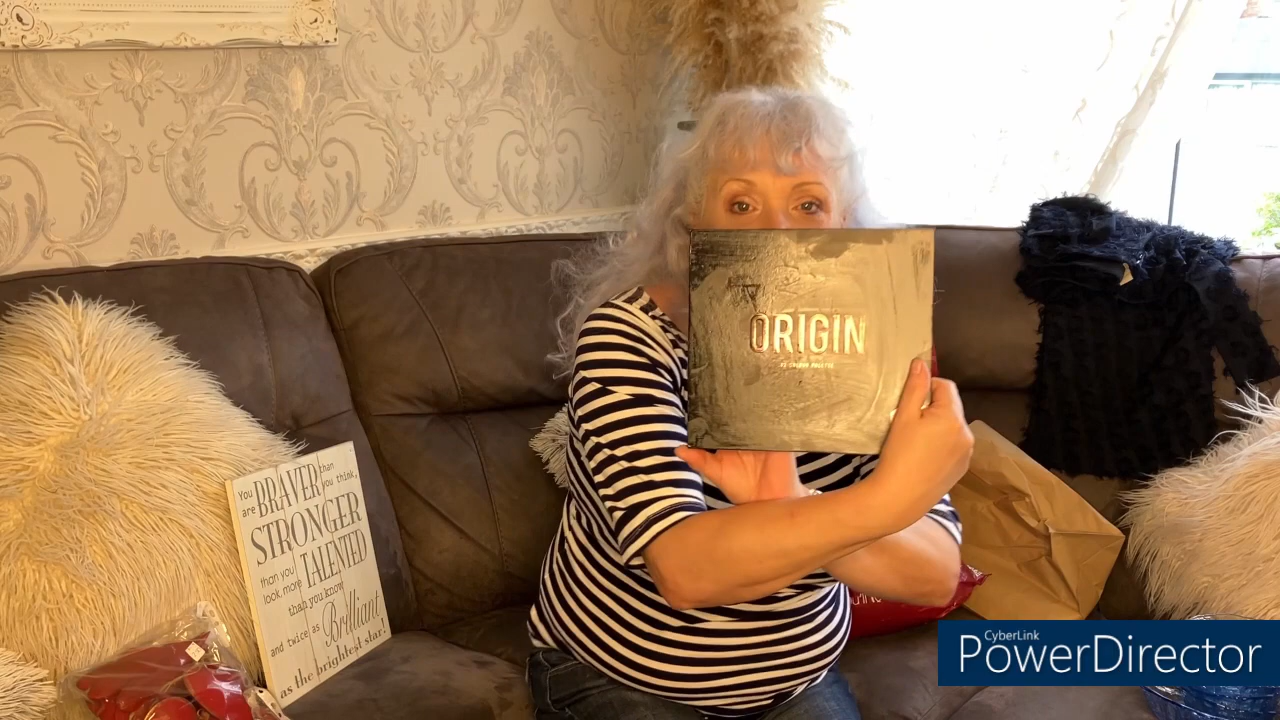 ORIGIN
You are BRAVER than you think,
STRONGER
than you look, more TALENTED
than you know
and twice as Brilliant
as the brightest star!
CyberLink
PowerDirector